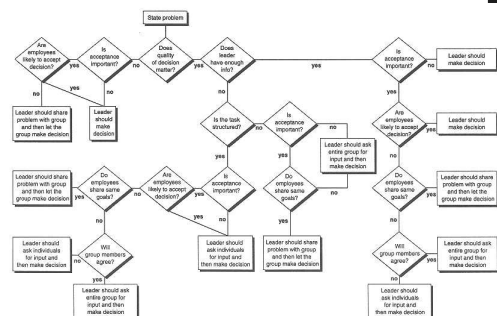 State problem
Are
employees
likely to accept
decision?
yes
Is
acceptance
important?
no
Does
quality
of decision
matter?
yes
Does
leader
have enough
info?
yes
Is
acceptance
important?
no
Leader should
make decision
no
yes
yes
no
no
yes
Leader should share
problem with group
and then let the
group make decision
Leader
should
make
decision
Is the task
structured?
no
Is
acceptance
important?
no
Leader should ask
entire group for
input and then
make decision
Are
employees
likely to accept
decision?
yes
Leader should
make decision
yes
yes
no
Leader should share
problem with group
and then let the
group make decision
yes
Do
employees
share same
goals?
no
Are
employees
likely to accept
decision?
yes
Is
acceptance
important?
Do
employees
share same
goals?
no
Do
employees
share same
goals?
yes
Leader should share
problem with group
and then let the
group make decision
no
yes
no
yes
no
Leader should
ask individuals
for input and
then make decision
no
Will
group members
agree?
Leader should
ask individuals
for input and
then make decision
Leader should share
problem with group
and then let the
group make decision
Will
group members
agree?
yes
Leader should ask
entire group for
input and then
make decision
yes
no
Leader should ask
entire group for
input and then
make decision
Leader should
ask individuals
for input and
then make decision